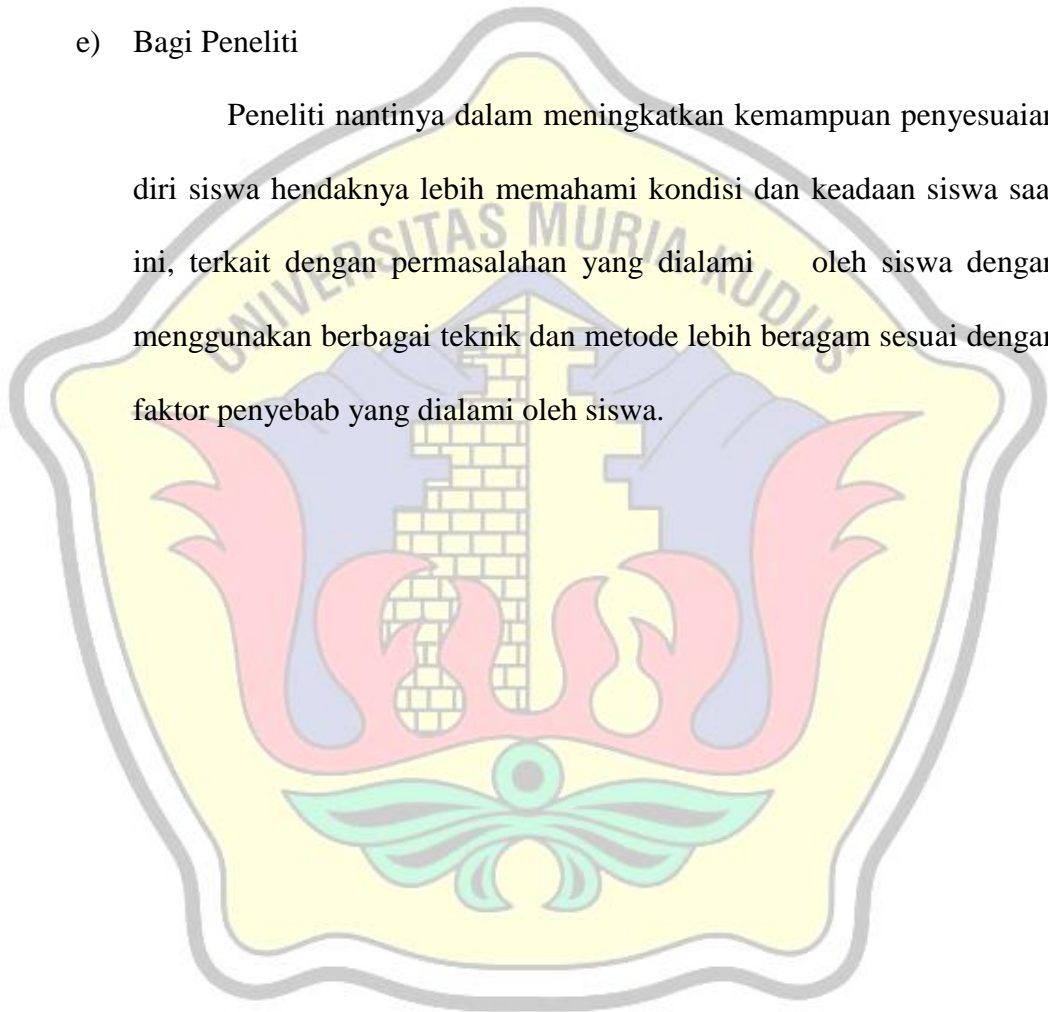 e) Bagi Peneliti
Peneliti nantinya dalam meningkatkan kemampuan penyesuaian
diri siswa hendaknya lebih memahami kondisi dan keadaan siswa saa
ini, terkait dengan permasalahan yang dialami oleh siswa dengan
menggunakan berbagai teknik dan metode lebih beragam sesuai dengan
faktor penyebab yang dialami oleh siswa.
UNIVERSITAS MURIA KUDUS